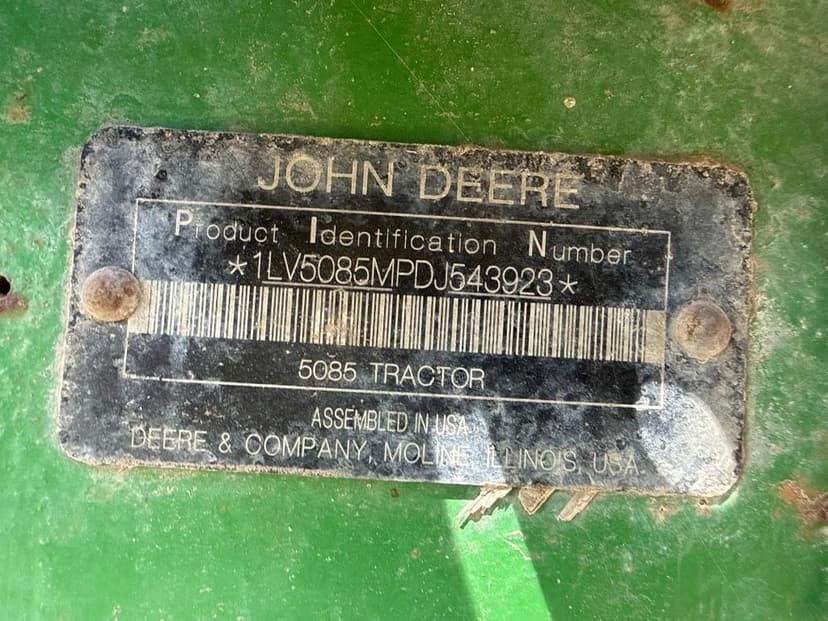 JOHN DEERE
Product Identification Number
*1LV5085MPDJ543923*
5085 TRACTOR
ASSEMBLED IN USA
DEERE & COMPANY, MOLINE, ILLINOIS, USA.